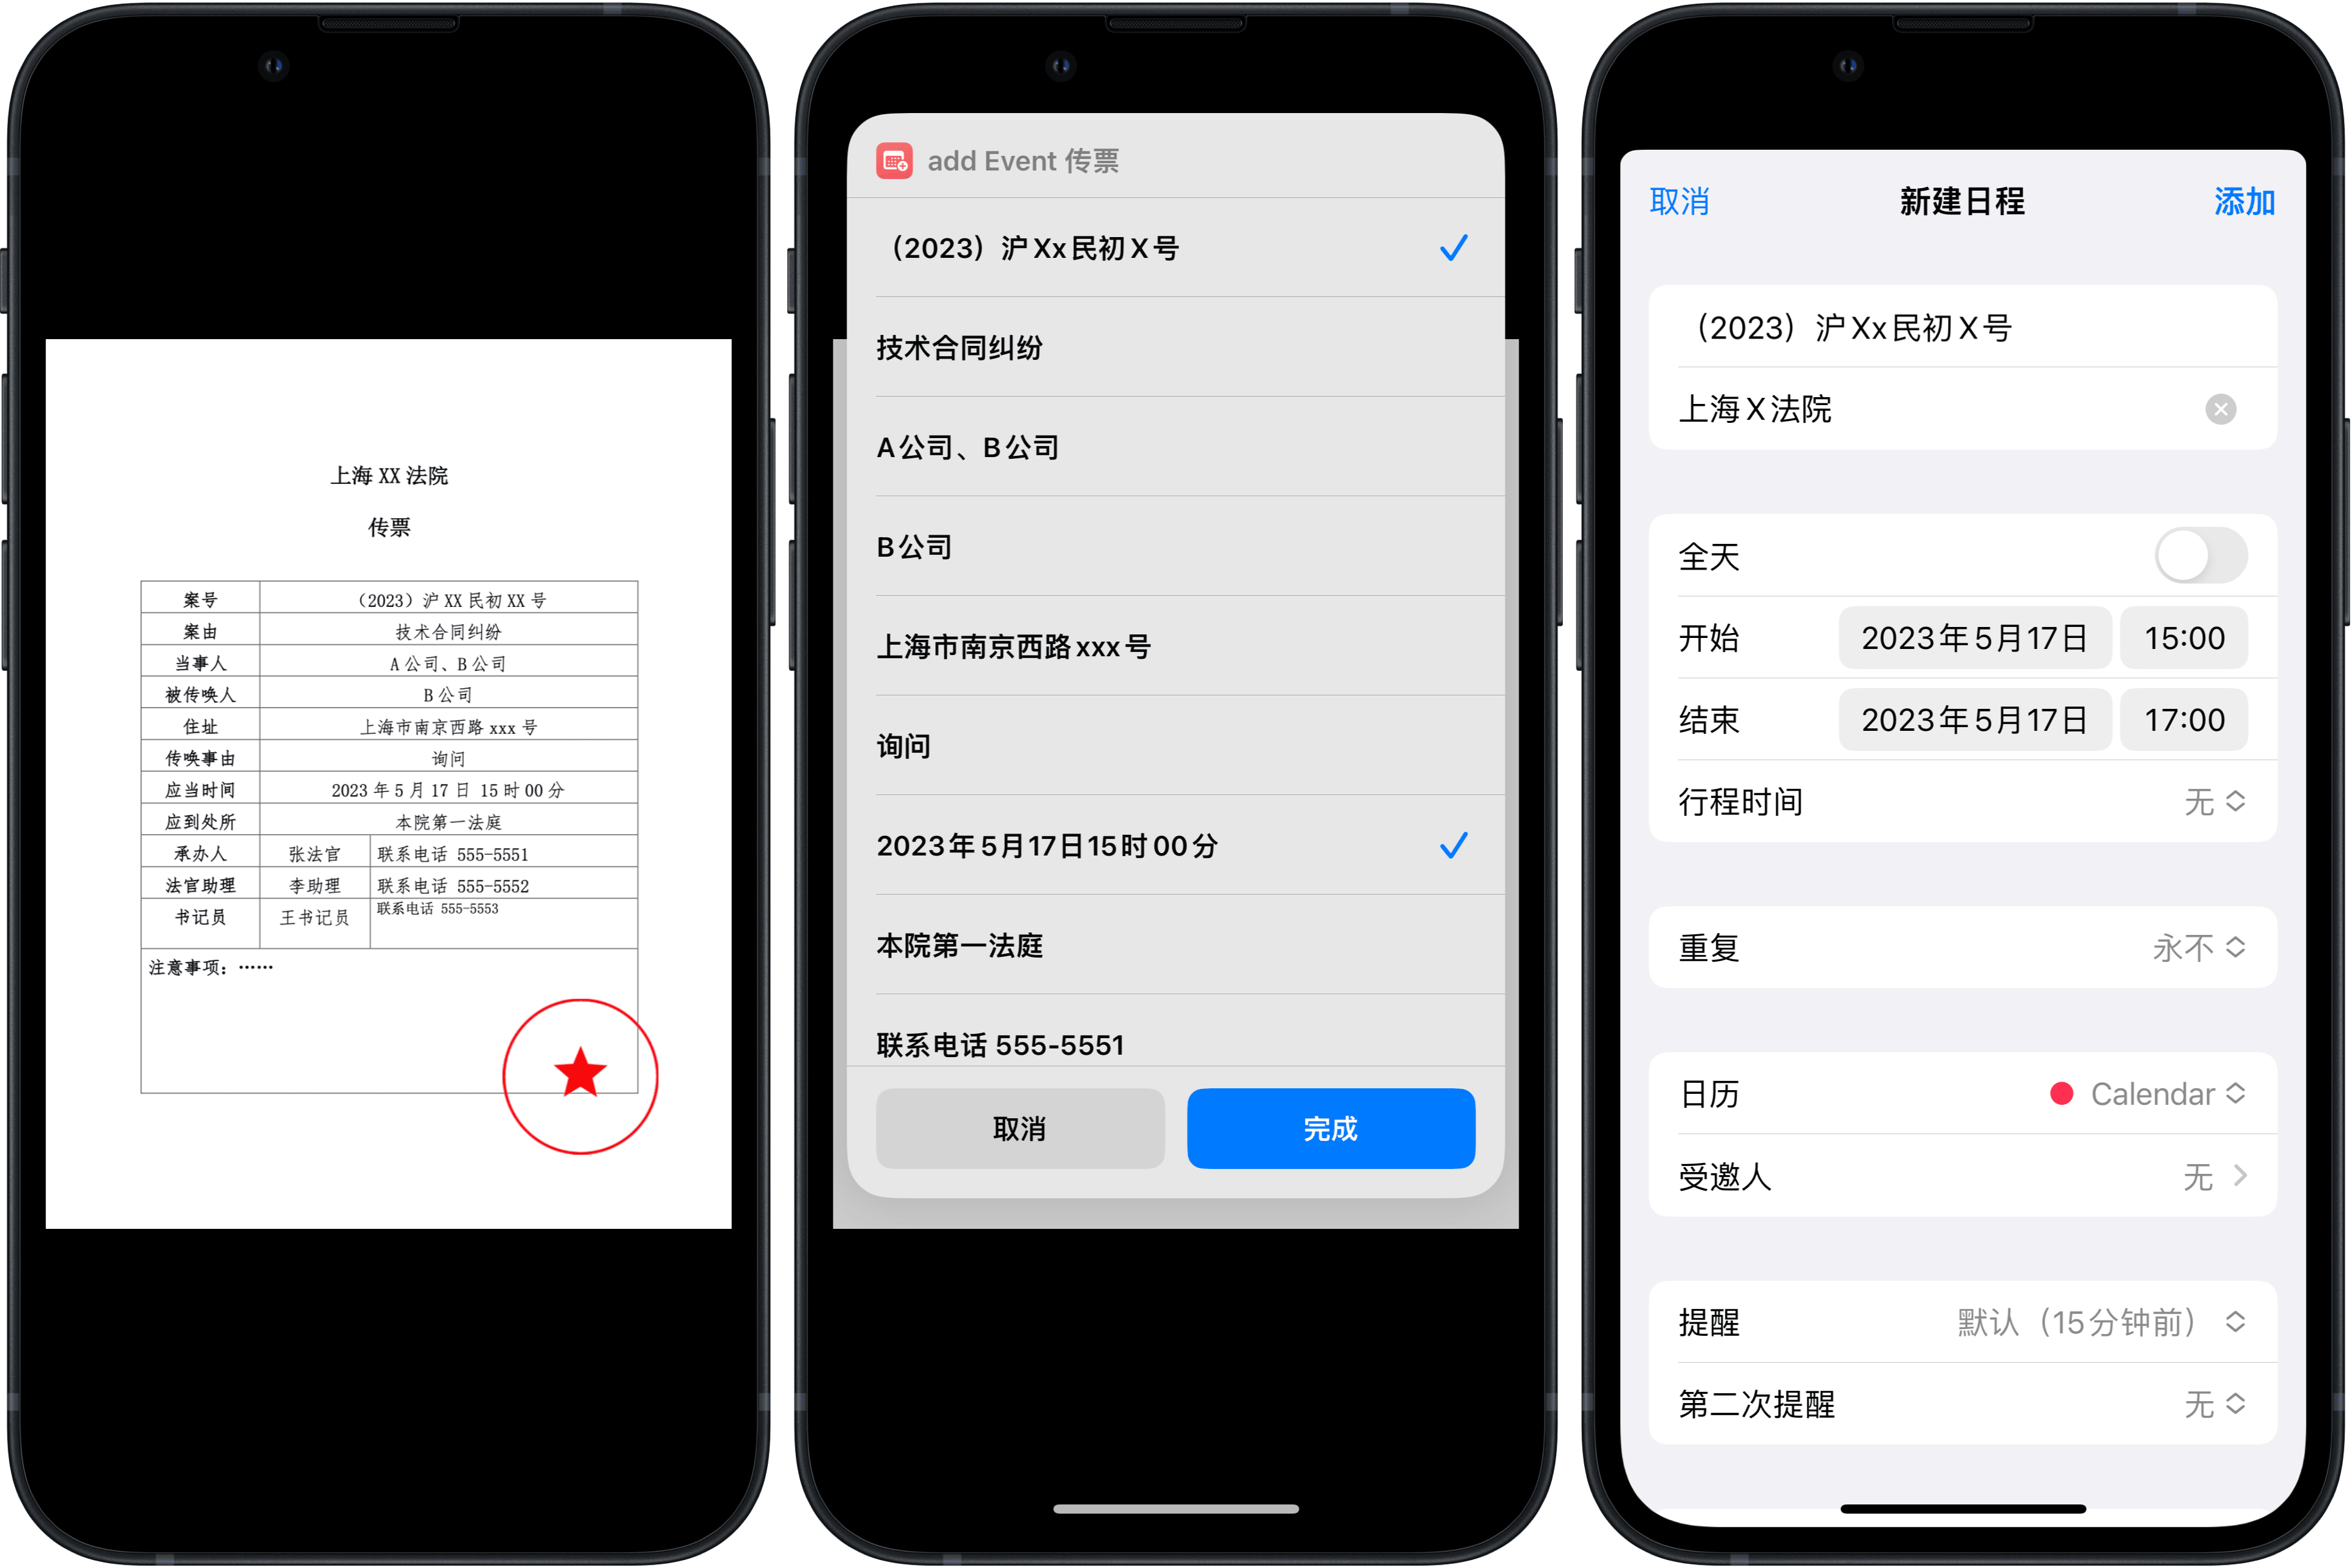 上海 XX 法院
传票
案号 （2023）沪 XX 民初 XX 号
案由 技术合同纠纷
当事人 A 公司、B 公司
被传唤人 B 公司
住址 上海市南京西路 xxx 号
传唤事由 询问
应当时间 2023 年 5 月 17 日 15 时 00 分
应到处所 本院第一法庭
承办人 张法官 联系电话 555-5551
法官助理 李助理 联系电话 555-5552
书记员 王书记员 联系电话 555-5553
注意事项：……
add Event 传票
（2023）沪 Xx 民初 X 号
技术合同纠纷
A 公司、B 公司
B 公司
上海市南京西路 xxx 号
询问
2023年 5月17日15时 00 分
本院第一法庭
联系电话 555-5551
取消 完成
取消 新建日程 添加
（2023）沪 Xx 民初 X 号
上海 X 法院
全天
开始 2023年 5月17日 15:00
结束 2023年 5月17日 17:00
行程时间 无
重复 永不
日历 Calendar
受邀人 无
提醒 默认（15 分钟前）
第二次提醒 无